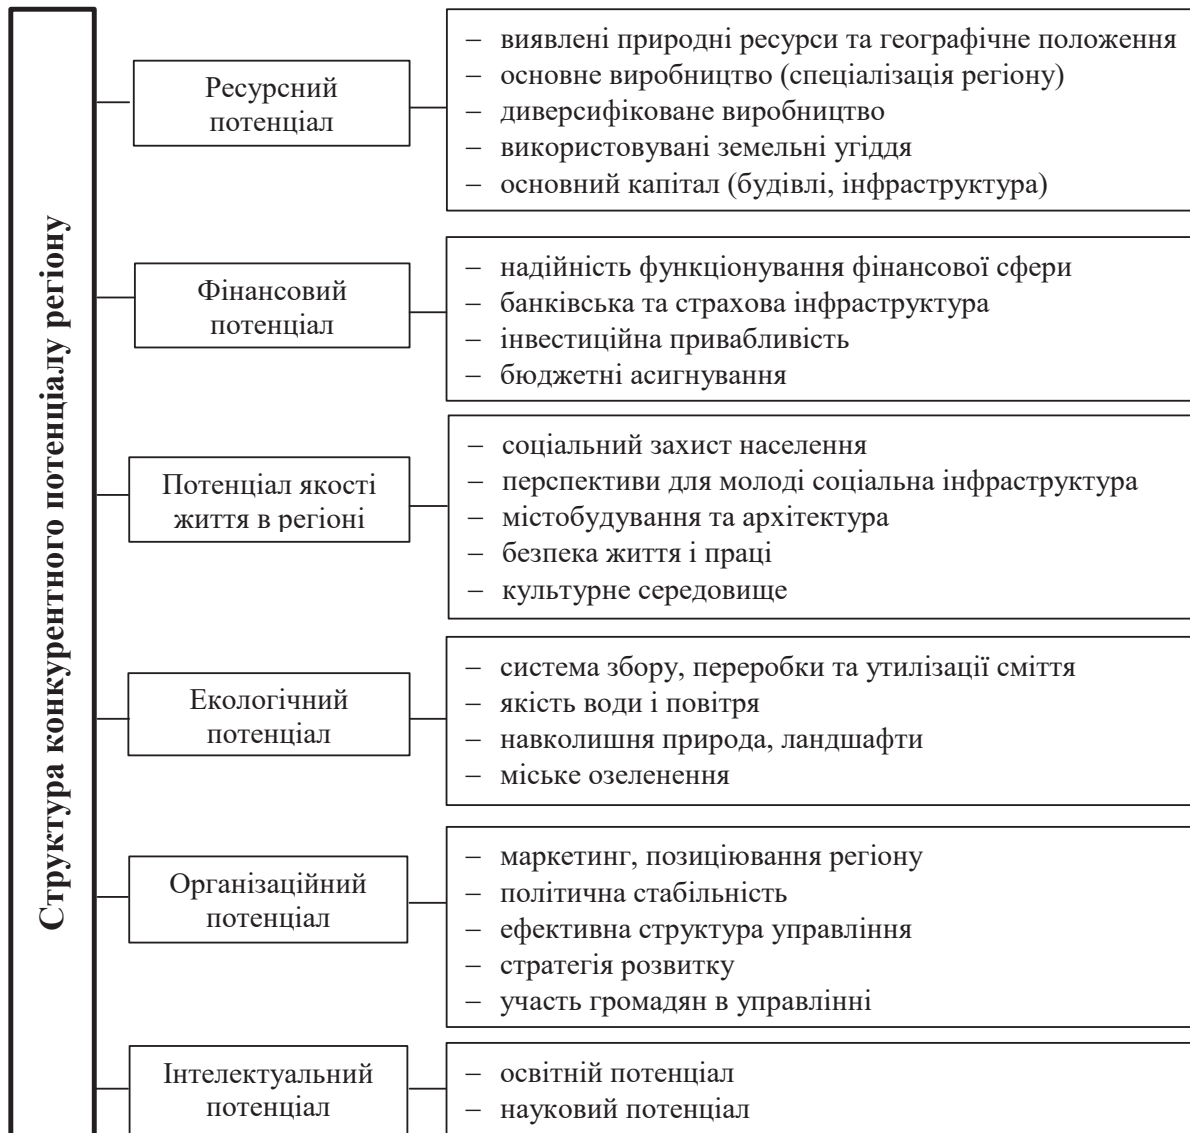 Структура конкурентного потенціалу регіону
Ресурсний
потенціал
– виявлені природні ресурси та географічне положення
– основне виробництво (спеціалізація регіону)
– диверсифіковане виробництво
– використовувані земельні угіддя
– основний капітал (будівлі, інфраструктура)
Фінансовий
потенціал
– надійність функціонування фінансової сфери
– банківська та страхова інфраструктура
– інвестиційна привабливість
– бюджетні асигнування
Потенціал якості
життя в регіоні
– соціальний захист населення
– перспективи для молоді соціальна інфраструктура
– містобудування та архітектура
– безпека життя і праці
– культурне середовище
Екологічний
потенціал
– система збору, переробки та утилізації сміття
– якість води і повітря
– навколишня природа, ландшафти
– міське озеленення
Організаційний
потенціал
– маркетинг, позиціювання регіону
– політична стабільність
– ефективна структура управління
– стратегія розвитку
– участь громадян в управлінні
Інтелектуальний
потенціал
– освітній потенціал
– науковий потенціал